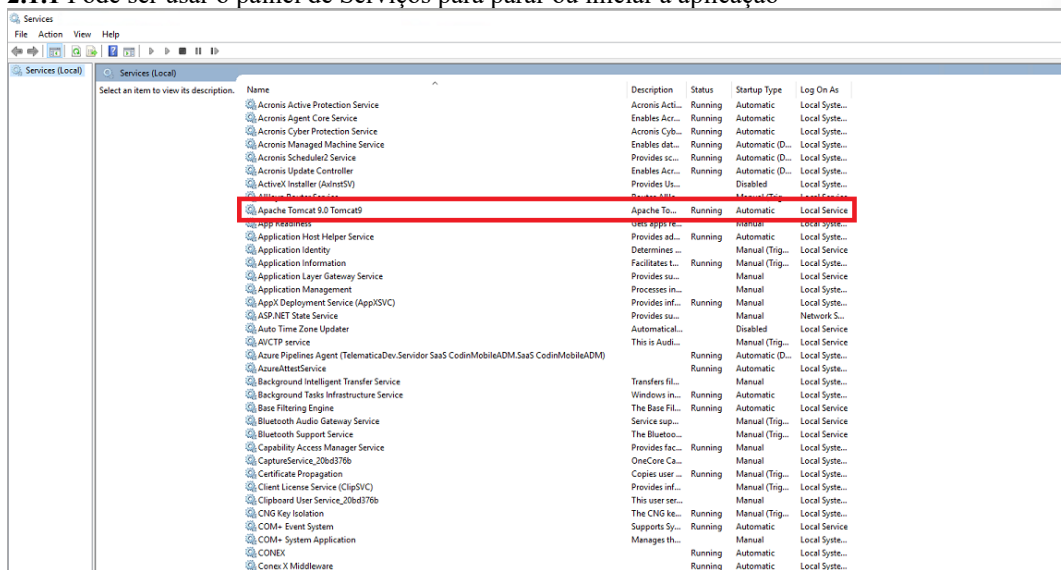 2.1.1 Pode ser usar o painel de Serviços para parar ou iniciar a aplicação
Services
File Action View Help
Services (Local)
Services (Local)
Select an item to view its description.
Name Description Status Startup Type Log On As
Acronis Active Protection Service Acronis Acti... Running Automatic Local Syste...
Acronis Agent Core Service Enables Acr... Running Automatic Local Syste...
Acronis Cyber Protection Service Acronis Cyb... Running Automatic Local Syste...
Acronis Managed Machine Service Enables dat... Running Automatic (D... Local Syste...
Acronis Scheduler2 Service Provides sc... Running Automatic (D... Local Syste...
Acronis Update Controller Enables Acr... Running Automatic (D... Local Syste...
ActiveX Installer (AxInstSV) Provides Us... Disabled Local Syste...
Apache Tomcat 9.0 Tomcat9 Apache To... Running Automatic Local Service
App Readiness Gets apps re... Manual Local Syste...
Application Host Helper Service Provides ad... Running Automatic Local Syste...
Application Identity Determines ... Manual (Trig... Local Service
Application Information Facilitates t... Running Manual (Trig... Local Syste...
Application Layer Gateway Service Provides su... Manual Local Service
Application Management Processes in... Manual Local Syste...
AppX Deployment Service (AppXSVC) Provides inf... Running Manual Local Syste...
ASP.NET State Service Provides su... Manual Network S...
Auto Time Zone Updater Automatical... Disabled Local Service
AVCTP service This is Audi... Manual (Trig... Local Service
Azure Pipelines Agent (TelematicaDev.Servidor SaaS CodinMobileADM.SaaS CodinMobileADM) Running Automatic (D... Local Syste...
AzureAttestService Running Automatic Local Syste...
Background Intelligent Transfer Service Transfers fil... Manual Local Syste...
Background Tasks Infrastructure Service Windows in... Running Automatic Local Syste...
Base Filtering Engine The Base Fil... Running Automatic Local Service
Bluetooth Audio Gateway Service Service sup... Manual (Trig... Local Service
Bluetooth Support Service The Bluetoo... Manual (Trig... Local Service
Capability Access Manager Service Provides fac... Running Manual Local Syste...
CaptureService_20bd376b OneCore Ca... Manual Local Syste...
Certificate Propagation Copies user ... Running Manual (Trig... Local Syste...
Client License Service (ClipSVC) Provides inf... Manual (Trig... Local Syste...
Clipboard User Service_20bd376b This user ser... Manual Local Syste...
CNG Key Isolation The CNG ke... Running Manual (Trig... Local Syste...
COM+ Event System Supports Sy... Running Automatic Local Service
COM+ System Application Manages th... Manual Local Syste...
CONEX Running Automatic Local Syste...
Conex X Middleware Running Automatic Local Syste...